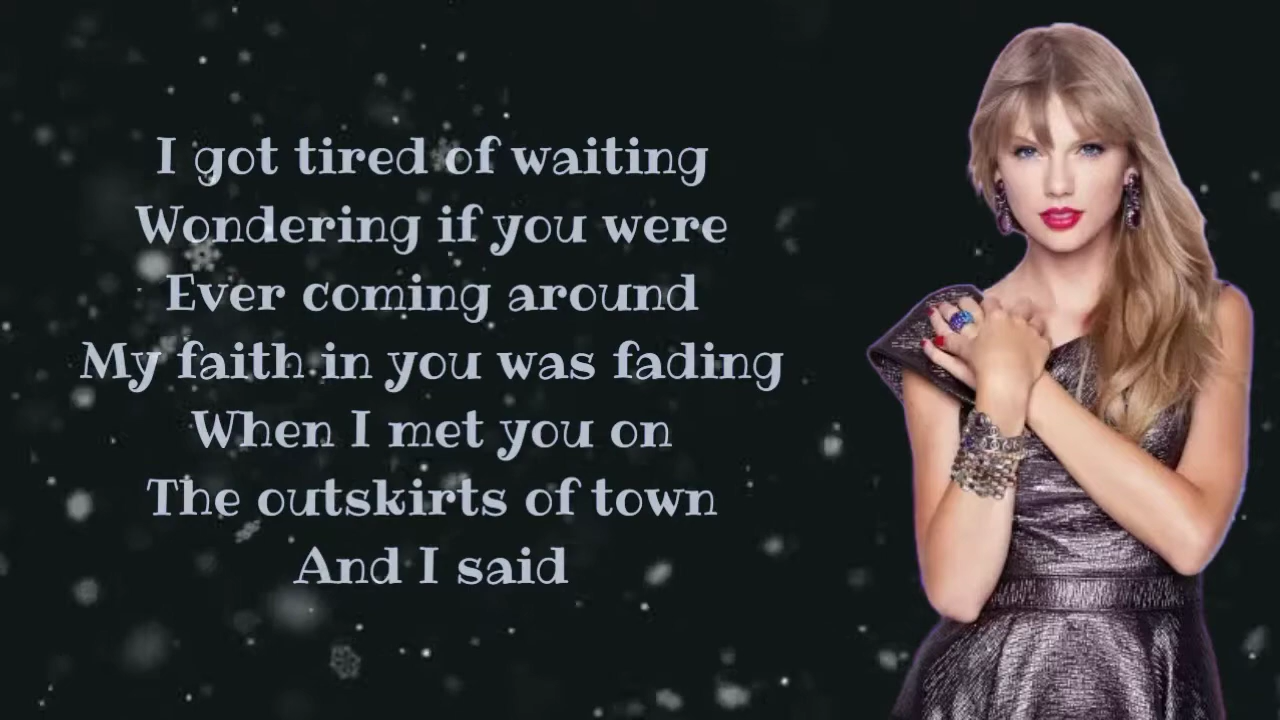 I got tired of waiting
Wondering if you were
Ever coming around
My faith in you was fading
When I met you on
The outskirts of town
And I said